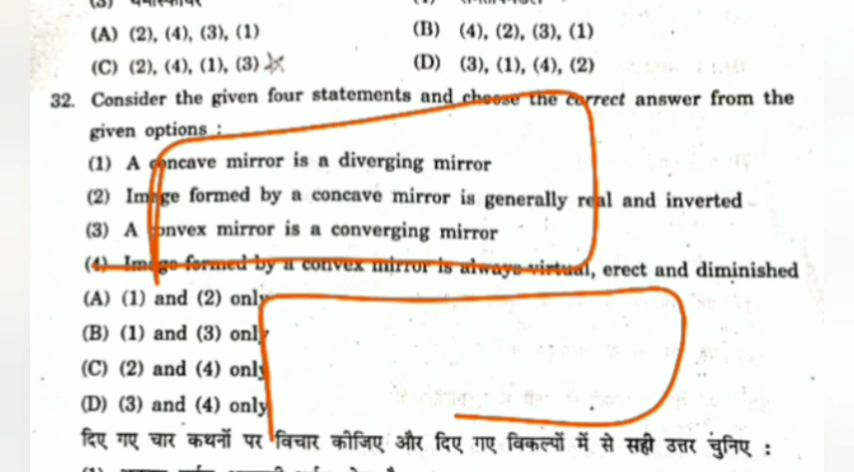 (A) (2), (4), (3), (1)
(B) (4), (2), (3), (1)
(C) (2), (4), (1), (3)
(D) (3), (1), (4), (2)
32. Consider the given four statements and choose the correct answer from the
given options :
(1) A concave mirror is a diverging mirror
(2) Image formed by a concave mirror is generally real and inverted
(3) A convex mirror is a converging mirror
(4) Image formed by a convex mirror is always virtual, erect and diminished
(A) (1) and (2) only
(B) (1) and (3) only
(C) (2) and (4) only
(D) (3) and (4) only
दिए गए चार कथनों पर विचार कीजिए और दिए गए विकल्पों में से सही उत्तर चुनिए :